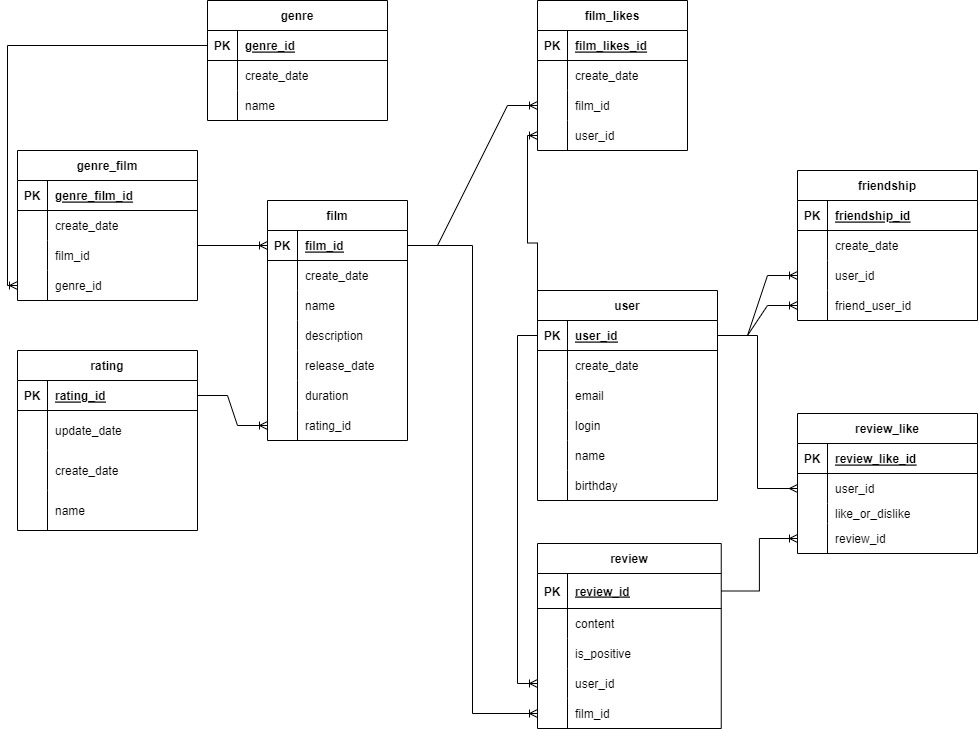 genre
PK genre_id
create_date
name
film_likes
PK film_likes_id
create_date
film_id
user_id
genre_film
PK genre_film_id
create_date
film_id
genre_id
film
PK film_id
create_date
name
description
release_date
duration
rating_id
friendship
PK friendship_id
create_date
user_id
friend_user_id
user
PK user_id
create_date
email
login
name
birthday
rating
PK rating_id
update_date
create_date
name
review_like
PK review_like_id
user_id
like_or_dislike
review_id
review
PK review_id
content
is_positive
user_id
film_id